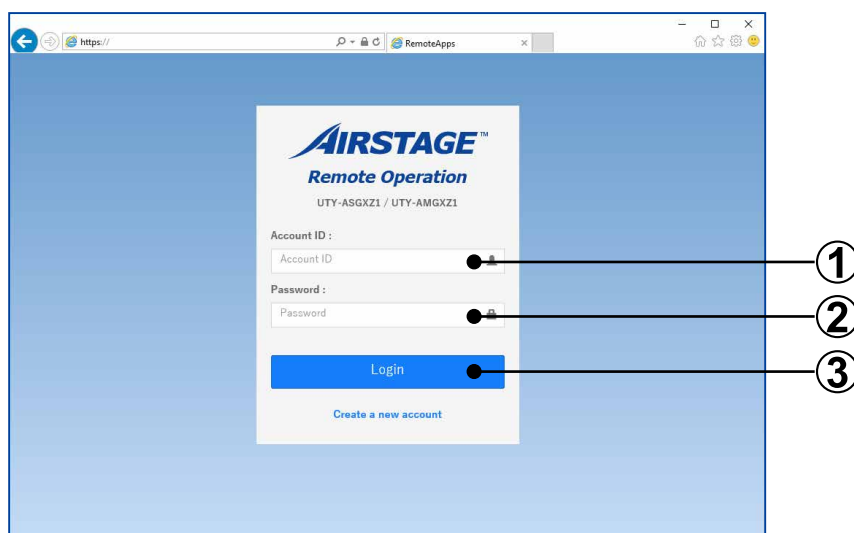 https://
RemoteApps
AIRSTAGE™
Remote Operation
UTY-ASGXZ1 / UTY-AMGXZ1
Account ID :
Account ID
1
Password :
Password
2
Login
3
Create a new account